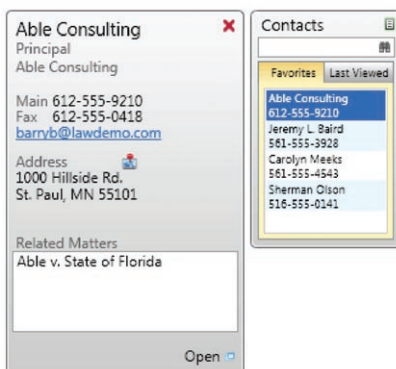 Able Consulting
Principal
Able Consulting
Main 612-555-9210
Fax 612-555-0418
barryb@lawdemo.com
Address
1000 Hillside Rd.
St. Paul, MN 55101
Related Matters
Able v. State of Florida
Open
Contacts
Favorites Last Viewed
Able Consulting
612-555-9210
Jeremy L. Baird
561-555-3928
Carolyn Meeks
561-555-4543
Sherman Olson
516-555-0141